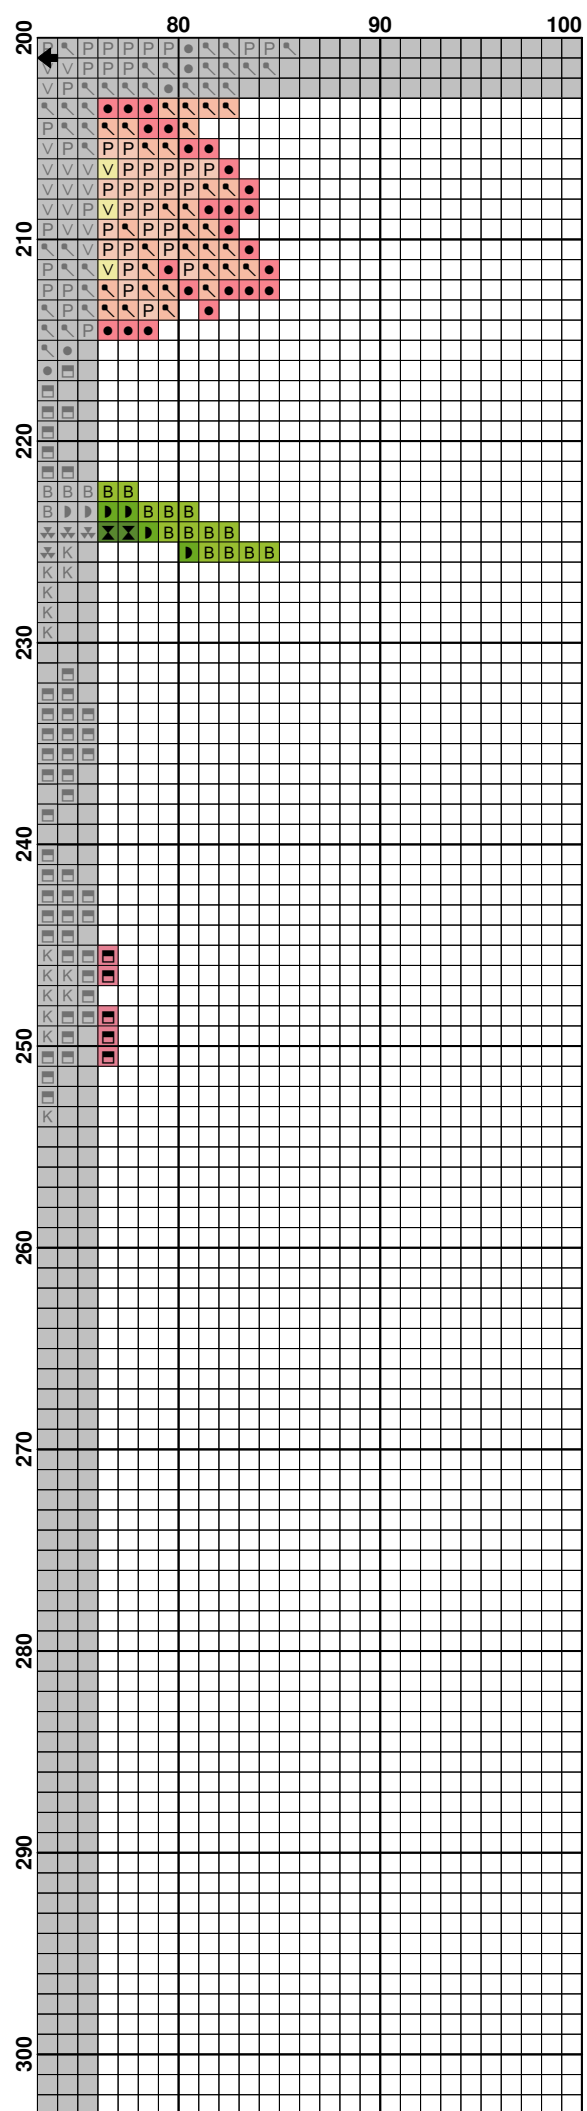 80 90 100
200
P P P P P P P P
V V P P P
V P
P
V P P P
V V V V P P P P P
V V V P P P P P
V V P V P P
P V V P P P
210
V P P P
P V P P
P P P
P P
P
220
B B B B B
B B B B
B B B B
K B B B B
K K
K
K
230
K
240
K
K K
K K
K
250
K
K
260
270
280
290
300